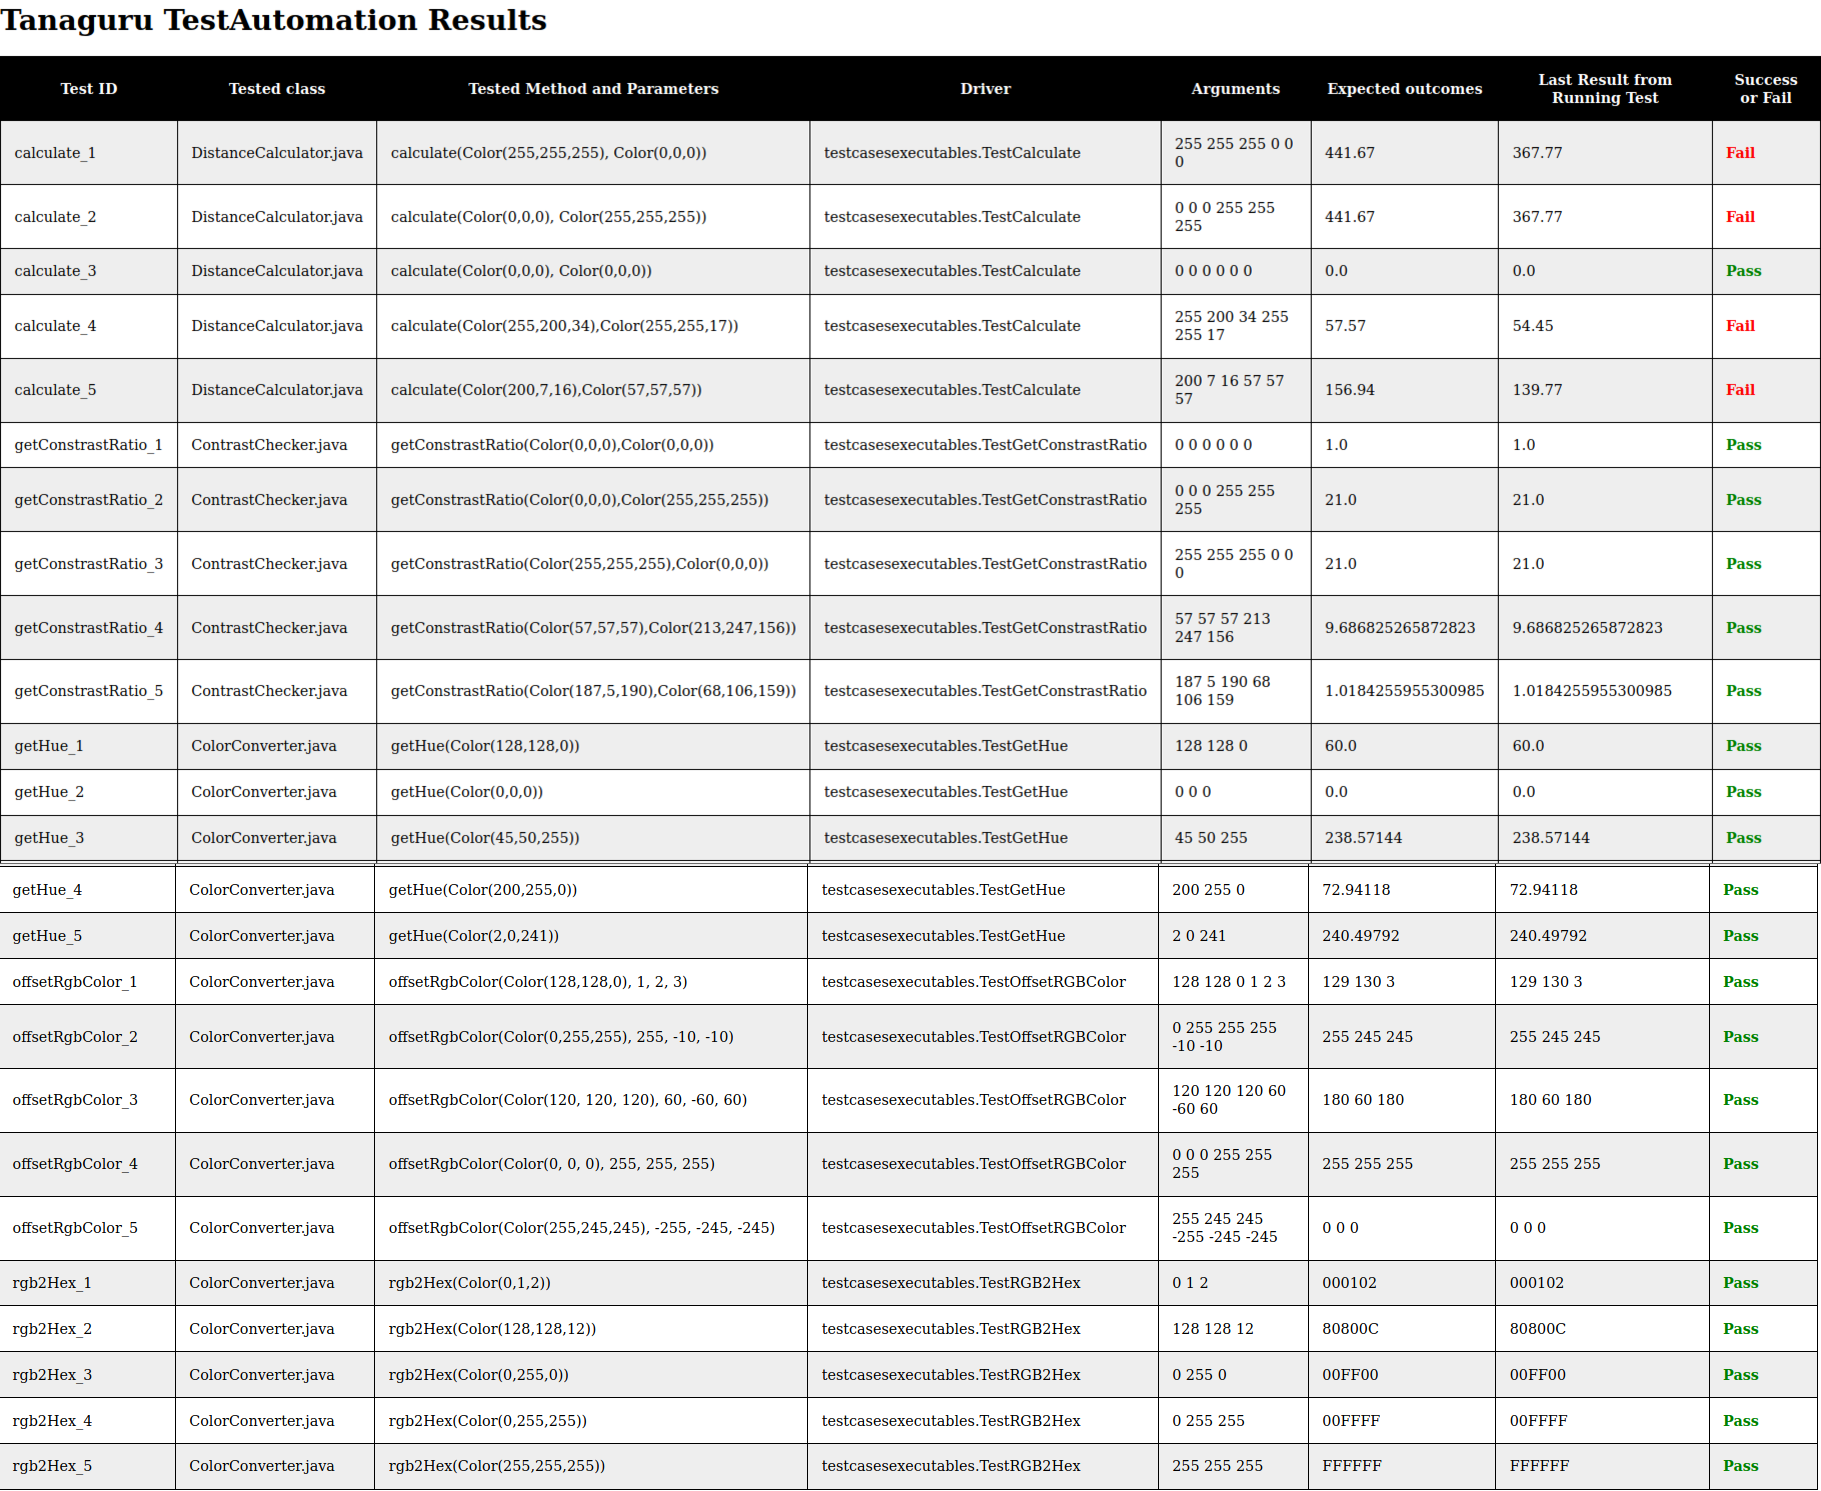 Tanaguru TestAutomation Results
Test ID Tested class Tested Method and Parameters Driver Arguments Expected outcomes Last Result from Running Test Success or Fail
calculate_1 DistanceCalculator.java calculate(Color(255,255,255), Color(0,0,0)) testcasesexecutables.TestCalculate 255 255 255 0 0 0 441.67 367.77 Fail
calculate_2 DistanceCalculator.java calculate(Color(0,0,0), Color(255,255,255)) testcasesexecutables.TestCalculate 0 0 0 255 255 255 441.67 367.77 Fail
calculate_3 DistanceCalculator.java calculate(Color(0,0,0), Color(0,0,0)) testcasesexecutables.TestCalculate 0 0 0 0 0 0 0.0 0.0 Pass
calculate_4 DistanceCalculator.java calculate(Color(255,200,34),Color(255,255,17)) testcasesexecutables.TestCalculate 255 200 34 255 255 17 57.57 54.45 Fail
calculate_5 DistanceCalculator.java calculate(Color(200,7,16),Color(57,57,57)) testcasesexecutables.TestCalculate 200 7 16 57 57 57 156.94 139.77 Fail
getConstrastRatio_1 ContrastChecker.java getConstrastRatio(Color(0,0,0),Color(0,0,0)) testcasesexecutables.TestGetConstrastRatio 0 0 0 0 0 0 1.0 1.0 Pass
getConstrastRatio_2 ContrastChecker.java getConstrastRatio(Color(0,0,0),Color(255,255,255)) testcasesexecutables.TestGetConstrastRatio 0 0 0 255 255 255 21.0 21.0 Pass
getConstrastRatio_3 ContrastChecker.java getConstrastRatio(Color(255,255,255),Color(0,0,0)) testcasesexecutables.TestGetConstrastRatio 255 255 255 0 0 0 21.0 21.0 Pass
getConstrastRatio_4 ContrastChecker.java getConstrastRatio(Color(57,57,57),Color(213,247,156)) testcasesexecutables.TestGetConstrastRatio 57 57 57 213 247 156 9.686825265872823 9.686825265872823 Pass
getConstrastRatio_5 ContrastChecker.java getConstrastRatio(Color(187,5,190),Color(68,106,159)) testcasesexecutables.TestGetConstrastRatio 187 5 190 68 106 159 1.0184255955300985 1.0184255955300985 Pass
getHue_1 ColorConverter.java getHue(Color(128,128,0)) testcasesexecutables.TestGetHue 128 128 0 60.0 60.0 Pass
getHue_2 ColorConverter.java getHue(Color(0,0,0)) testcasesexecutables.TestGetHue 0 0 0 0.0 0.0 Pass
getHue_3 ColorConverter.java getHue(Color(45,50,255)) testcasesexecutables.TestGetHue 45 50 255 238.57144 238.57144 Pass
getHue_4 ColorConverter.java getHue(Color(200,255,0)) testcasesexecutables.TestGetHue 200 255 0 72.94118 72.94118 Pass
getHue_5 ColorConverter.java getHue(Color(2,0,241)) testcasesexecutables.TestGetHue 2 0 241 240.49792 240.49792 Pass
offsetRgbColor_1 ColorConverter.java offsetRgbColor(Color(128,128,0), 1, 2, 3) testcasesexecutables.TestOffsetRGBColor 128 128 0 1 2 3 129 130 3 129 130 3 Pass
offsetRgbColor_2 ColorConverter.java offsetRgbColor(Color(0,255,255), 255, -10, -10) testcasesexecutables.TestOffsetRGBColor 0 255 255 255 -10 -10 255 245 245 255 245 245 Pass
offsetRgbColor_3 ColorConverter.java offsetRgbColor(Color(120, 120, 120), 60, -60, 60) testcasesexecutables.TestOffsetRGBColor 120 120 120 60 -60 60 180 60 180 180 60 180 Pass
offsetRgbColor_4 ColorConverter.java offsetRgbColor(Color(0, 0, 0), 255, 255, 255) testcasesexecutables.TestOffsetRGBColor 0 0 0 255 255 255 255 255 255 255 255 255 Pass
offsetRgbColor_5 ColorConverter.java offsetRgbColor(Color(255,245,245), -255, -245, -245) testcasesexecutables.TestOffsetRGBColor 255 245 245 -255 -245 -245 0 0 0 0 0 0 Pass
rgb2Hex_1 ColorConverter.java rgb2Hex(Color(0,1,2)) testcasesexecutables.TestRGB2Hex 0 1 2 000102 000102 Pass
rgb2Hex_2 ColorConverter.java rgb2Hex(Color(128,128,12)) testcasesexecutables.TestRGB2Hex 128 128 12 80800C 80800C Pass
rgb2Hex_3 ColorConverter.java rgb2Hex(Color(0,255,0)) testcasesexecutables.TestRGB2Hex 0 255 0 00FF00 00FF00 Pass
rgb2Hex_4 ColorConverter.java rgb2Hex(Color(0,255,255)) testcasesexecutables.TestRGB2Hex 0 255 255 00FFFF 00FFFF Pass
rgb2Hex_5 ColorConverter.java rgb2Hex(Color(255,255,255)) testcasesexecutables.TestRGB2Hex 255 255 255 FFFFFF FFFFFF Pass